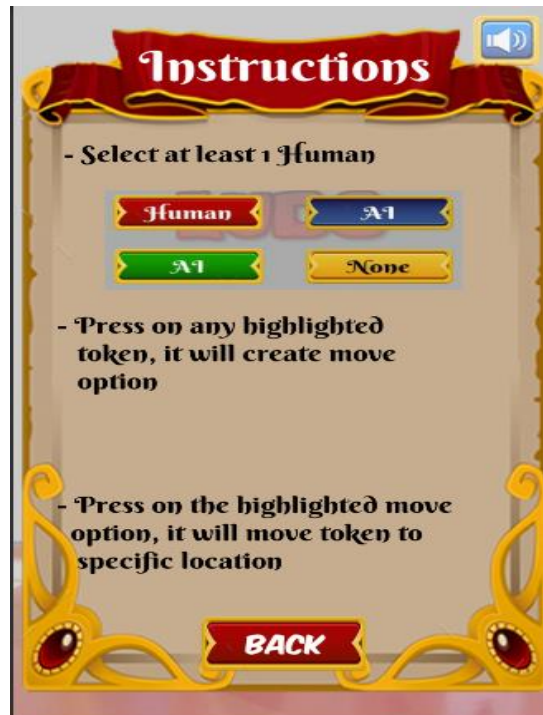 Instructions
- Select at least 1 Human
Human AI
AI None
- Press on any highlighted
token, it will create move
option
- Press on the highlighted move
option, it will move token to
specific location
BACK